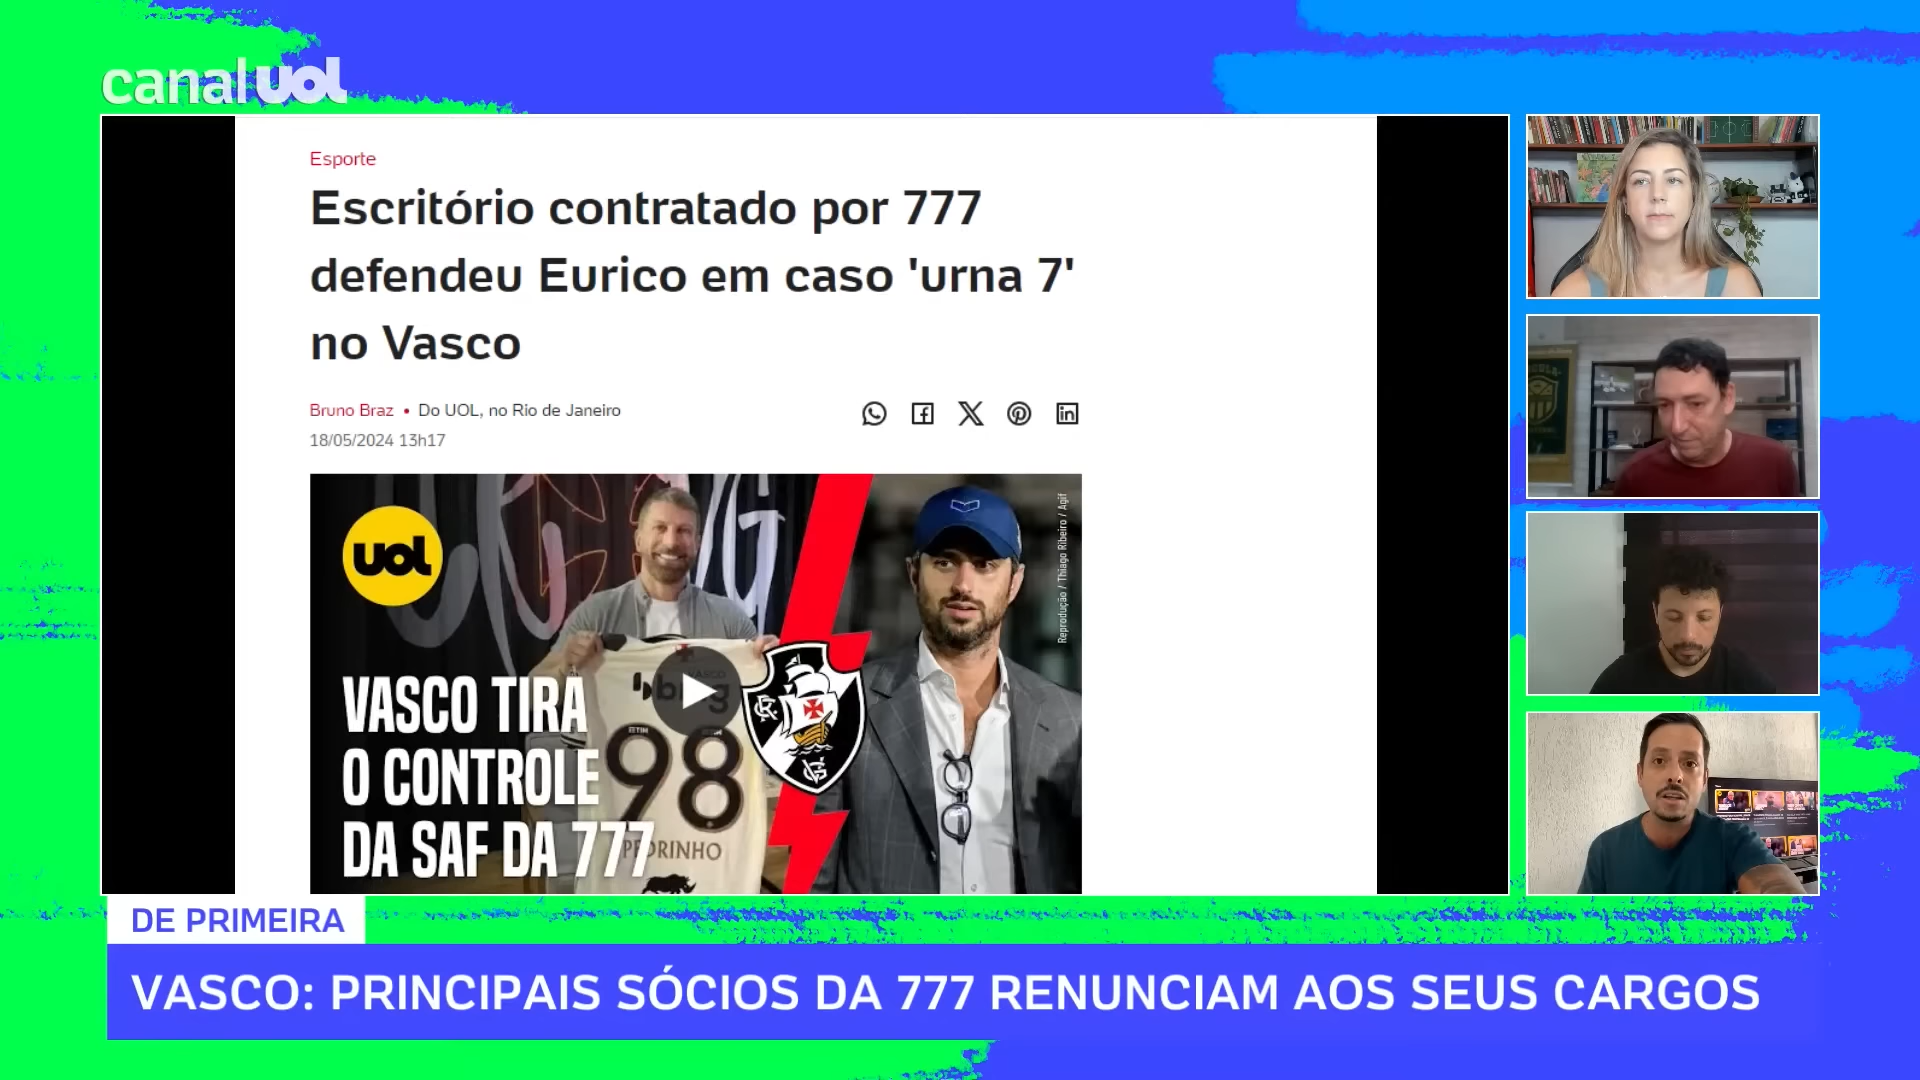 canal uol
Esporte
Escritório contratado por 777
defendeu Eurico em caso 'urna 7'
no Vasco
Bruno Braz • Do UOL, no Rio de Janeiro
18/05/2024 13h17
uol
Reprodução / Thiago Ribeiro / Agif
VASCO TIRA
O CONTROLE
DA SAF DA 777
98
PEDRINHO
DE PRIMEIRA
VASCO: PRINCIPAIS SÓCIOS DA 777 RENUNCIAM AOS SEUS CARGOS